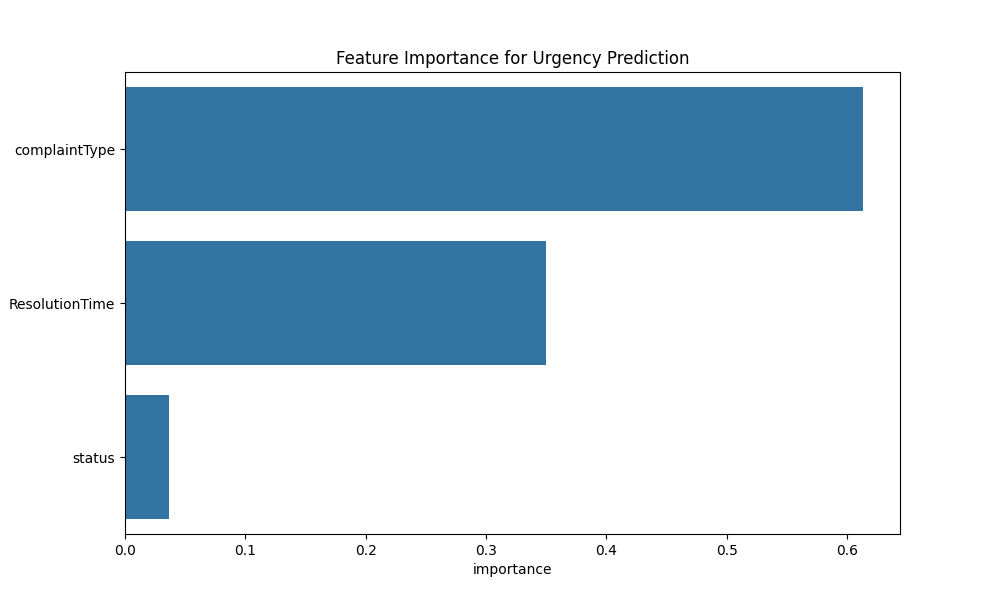 Feature Importance for Urgency Prediction
complaintType
ResolutionTime
status
0.0 0.1 0.2 0.3 0.4 0.5 0.6
importance